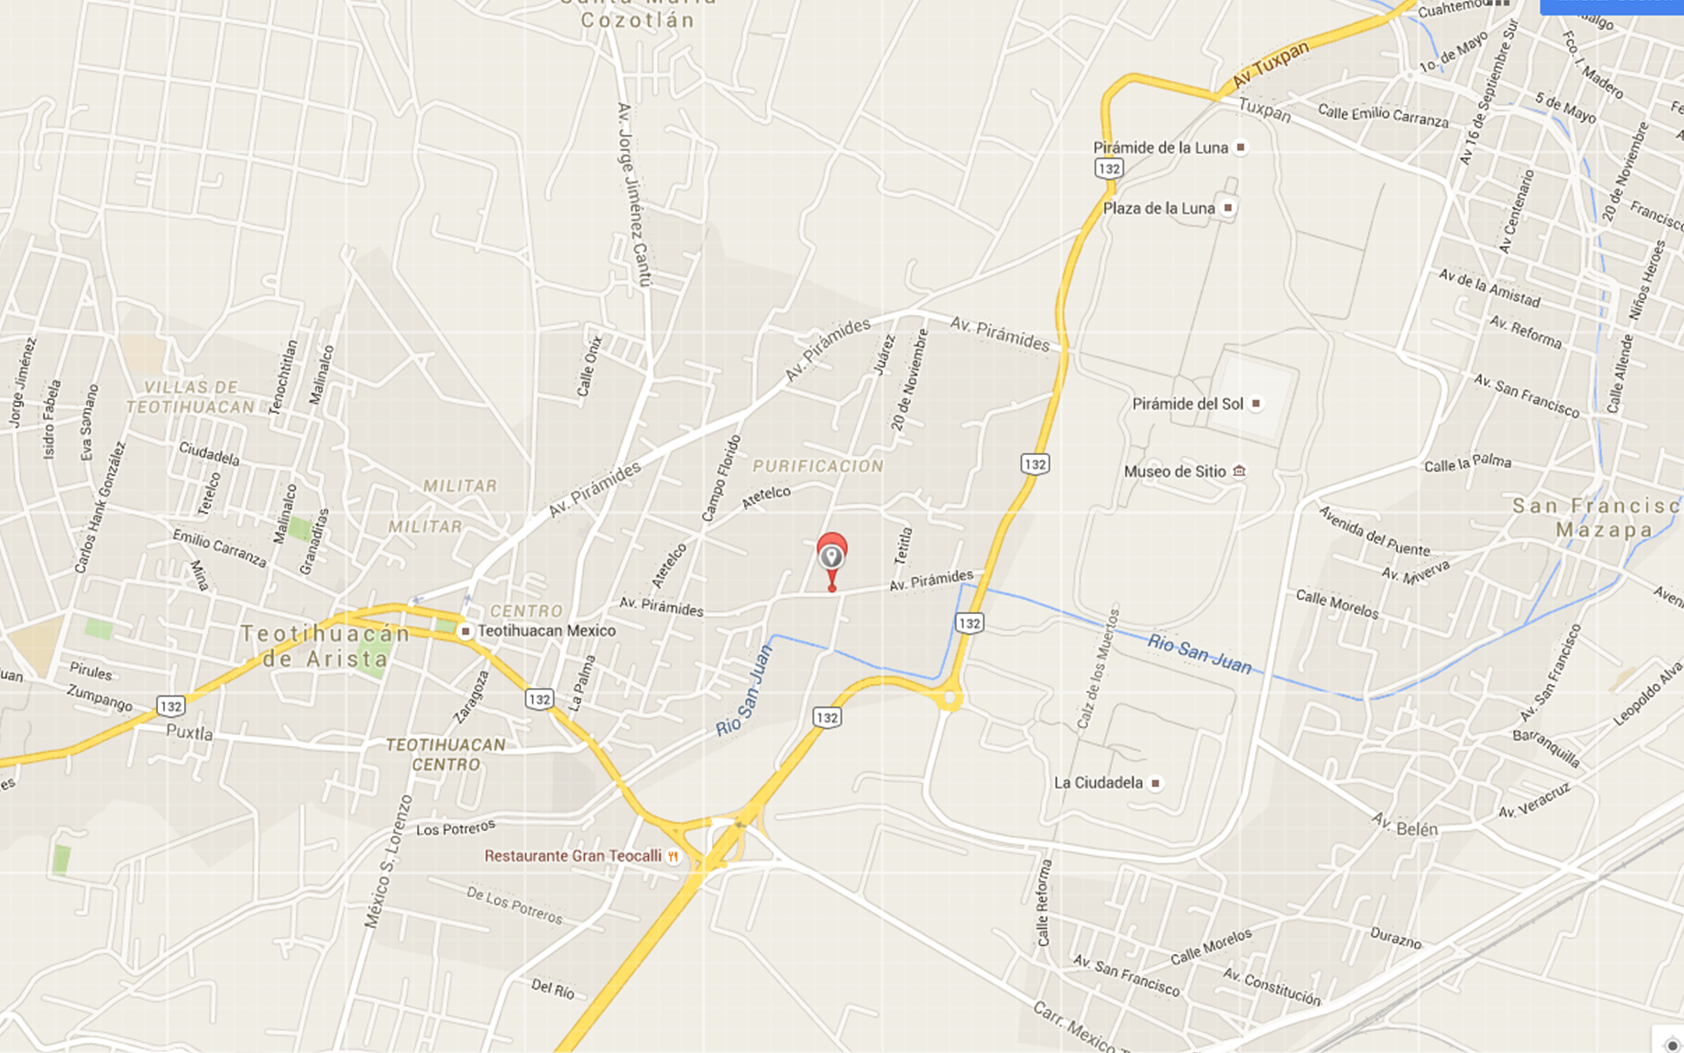 Cozotlán
Cuahtemoc
1o. de Mayo
Av Tuxpan
Tuxpan
Calle Emilio Carranza
Av 16 de Septiembre Sur
Fco. I. Madero
5 de Mayo
20 de Noviembre
Francisco
Av Centenario
Niños Heroes
Av. Jorge Jiménez Cantú
Pirámide de la Luna
132
Plaza de la Luna
Av de la Amistad
Av. Reforma
Calle Allende
Av. San Francisco
Av. Pirámides
Av. Pirámides
Juárez
20 de Noviembre
Calle Onix
Jorge Jiménez
Isidro Fabela
Eva Samano
Tenochtitlan
Malinalco
VILLAS DE
TEOTIHUACAN
Pirámide del Sol
Carlos Hank González
Ciudadela
Tetelco
Malinalco
Granaditas
MILITAR
MILITAR
Av. Pirámides
Campo Florido
PURIFICACION
Atetelco
132
Museo de Sitio
Calle la Palma
San Francisc
Mazapa
Avenida del Puente
Av. Miverva
Emilio Carranza
Mina
Atetelco
Tetitla
Av. Pirámides
Av. Pirámides
Calle Morelos
CENTRO
Teotihuacan Mexico
Teotihuacán
de Arista
132
Rio San Juan
Calz de los Muertos
Av. San Francisco
Leopoldo Alva
Pirules
Zumpango
132
Puxtla
Zaragoza
132
La Palma
Rio San Juan
132
TEOTIHUACAN
CENTRO
Barranquilla
La Ciudadela
Av. Veracruz
Av. Belén
México S. Lorenzo
Los Potreros
Restaurante Gran Teocalli
De Los Potreros
Calle Reforma
Calle Morelos
Durazno
Av. San Francisco
Av. Constitución
Del Río
Carr. Mexico